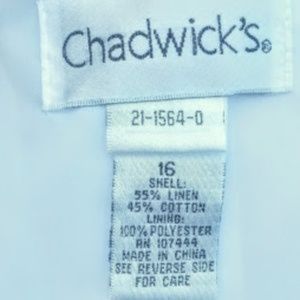 Chadwick's®
21-1564-0
16
SHELL:
55% LINEN
45% COTTON
LINING:
100% POLYESTER
RN 107444
MADE IN CHINA
SEE REVERSE SIDE
FOR CARE